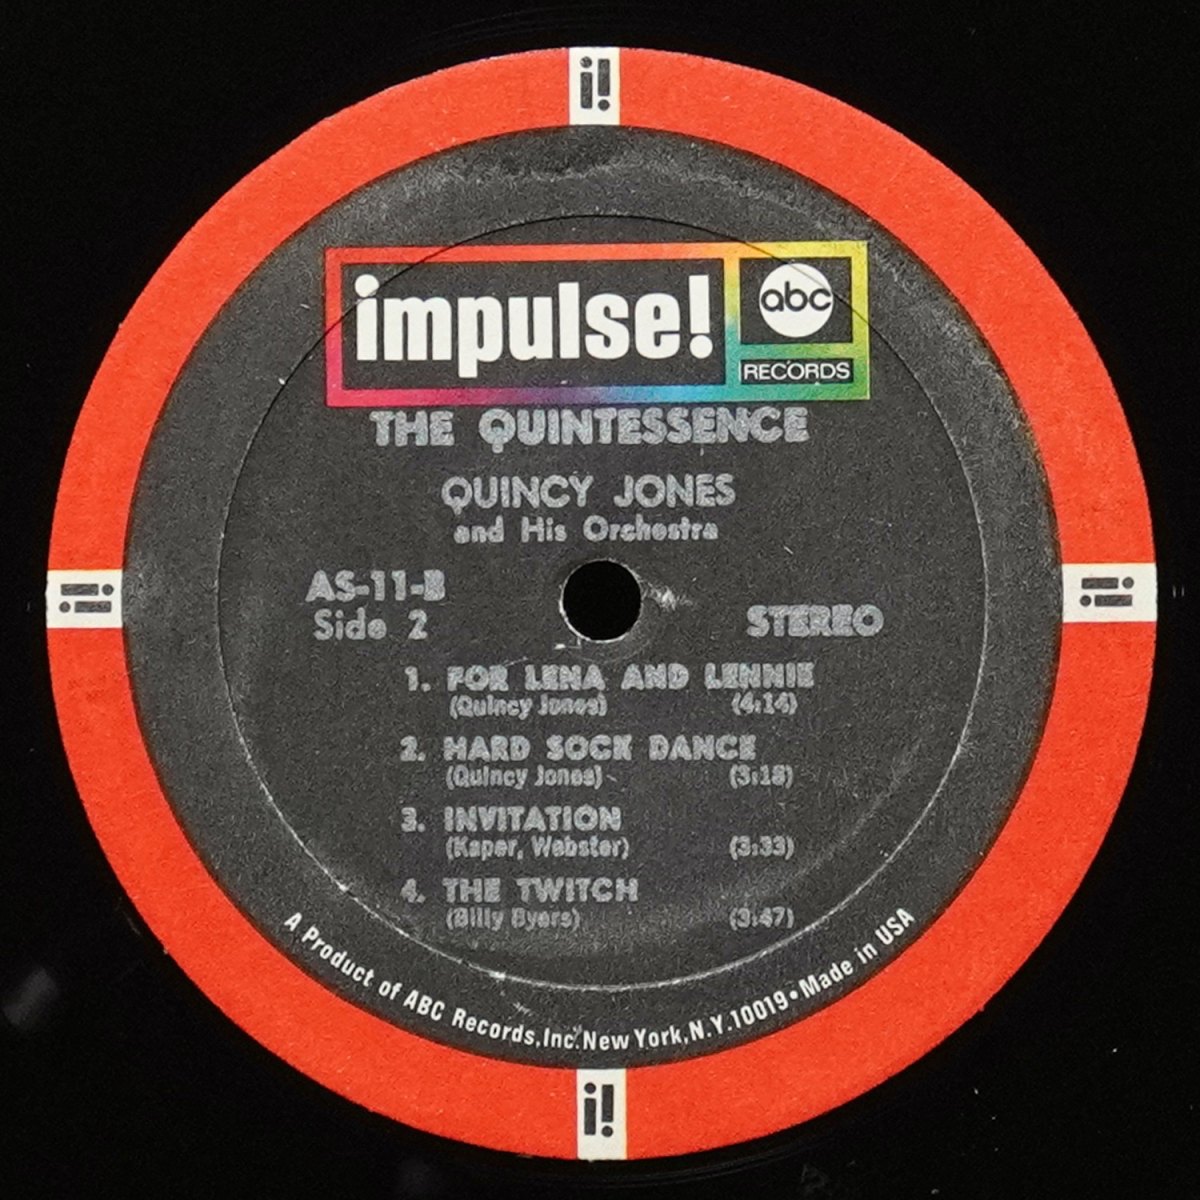 i!
impulse!
abc
RECORDS
THE QUINTESSENCE
QUINCY JONES
and His Orchestra
AS-11-B
Side 2
STEREO
1. FOR LENA AND LENNIE
(Quincy Jones) (4:14)
2. HARD SOCK DANCE
(Quincy Jones) (3:18)
3. INVITATION
(Kaper, Webster) (3:33)
4. THE TWITCH
(Billy Byers) (3:47)
A Product of ABC Records, Inc. New York, N.Y. 10019 • Made in USA
i!
i!
i!